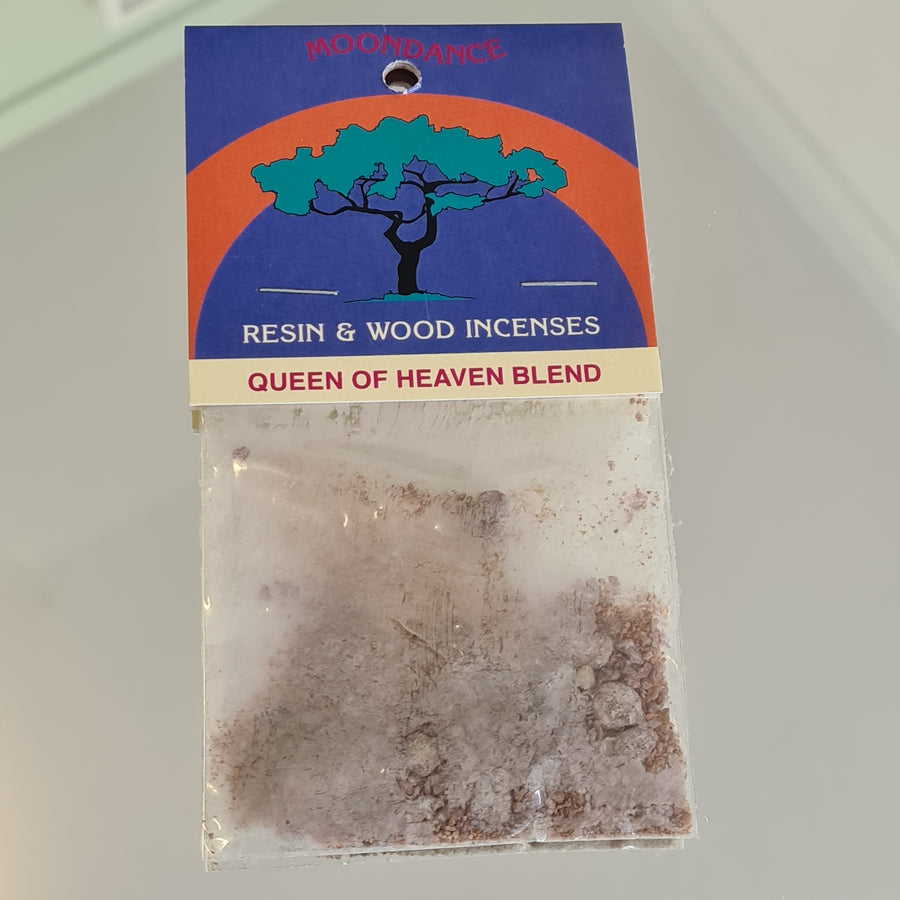 MOONDANCE
RESIN & WOOD INCENSES
QUEEN OF HEAVEN BLEND